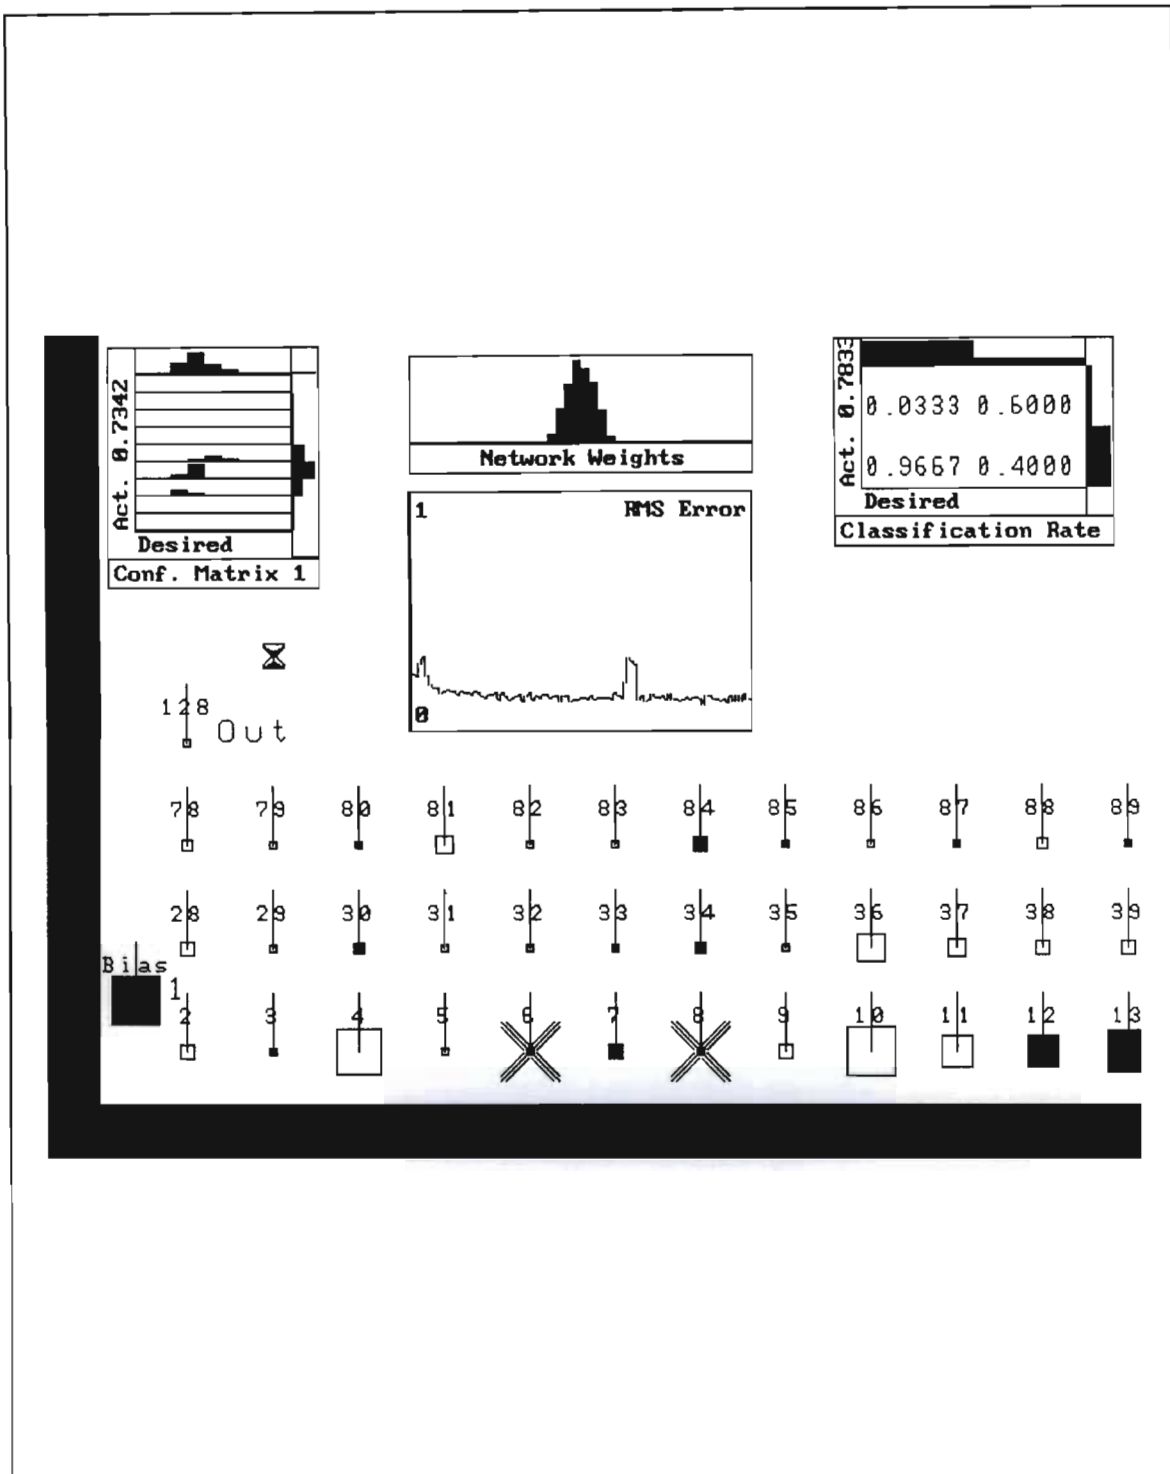 Act. 0.7342
Desired
Conf. Matrix 1
Network Weights
1 RMS Error
0
Act. 0.7833
0.0333 0.6000
0.9667 0.4000
Desired
Classification Rate
128
Out
78 79 80 81 82 83 84 85 86 87 88 89
28 29 30 31 32 33 34 35 36 37 38 39
Bias
1
2 3 4 5 6 7 8 9 10 11 12 13